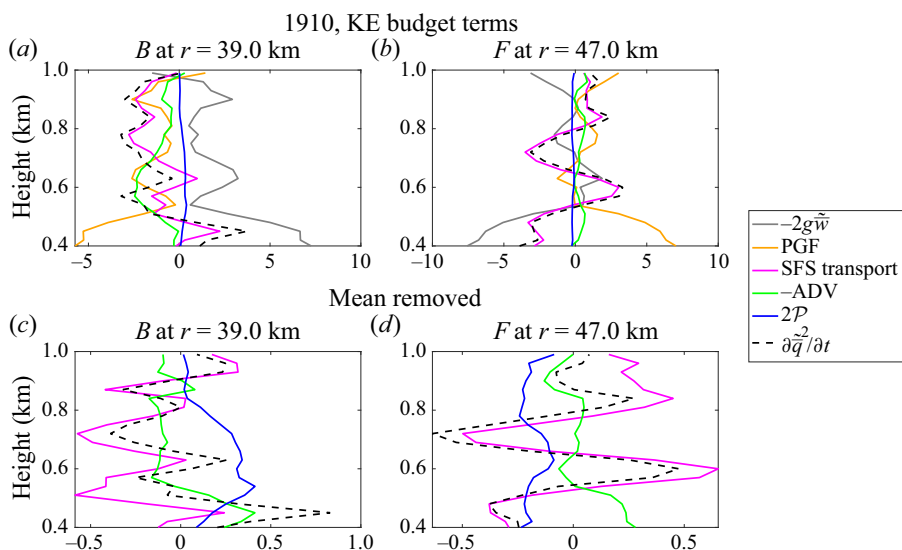 1910, KE budget terms
(a) B at r = 39.0 km
(b) F at r = 47.0 km
Height (km)
1.0
0.8
0.6
0.4
–5 0 5 10
1.0
0.8
0.6
0.4
–10 –5 0 5 10
Mean removed
(c) B at r = 39.0 km
(d) F at r = 47.0 km
Height (km)
1.0
0.8
0.6
0.4
–0.5 0 0.5 1.0
1.0
0.8
0.6
0.4
–0.5 0 0.5
–2g\tilde{\bar{w}}
PGF
SFS transport
–ADV
2𝒫
∂\tilde{\bar{q}}²/∂t